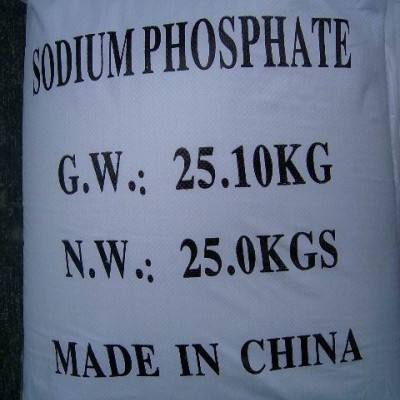 SODIUM PHOSPHATE
G.W.: 25.10KG
N.W.: 25.0KGS
MADE IN CHINA